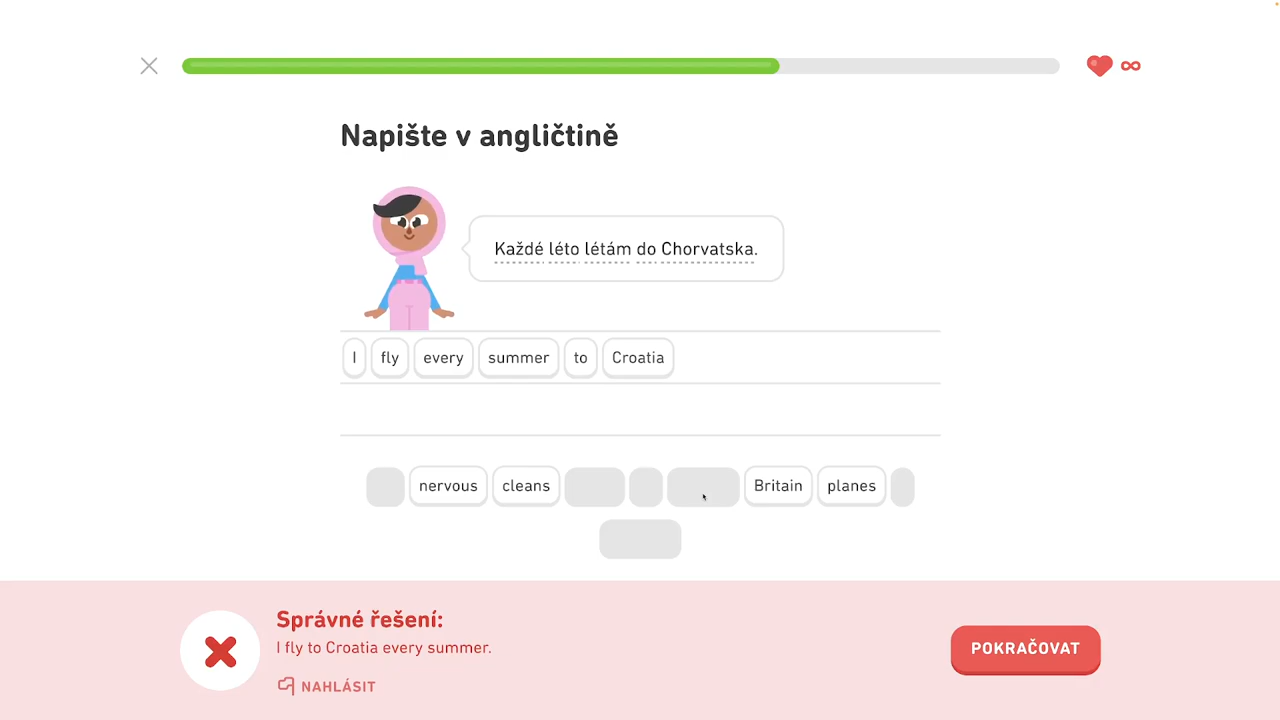 ∞
Napište v angličtině
Každé léto létám do Chorvatska.
I fly every summer to Croatia
nervous cleans Britain planes
Správné řešení:
I fly to Croatia every summer.
NAHLÁSIT
POKRAČOVAT